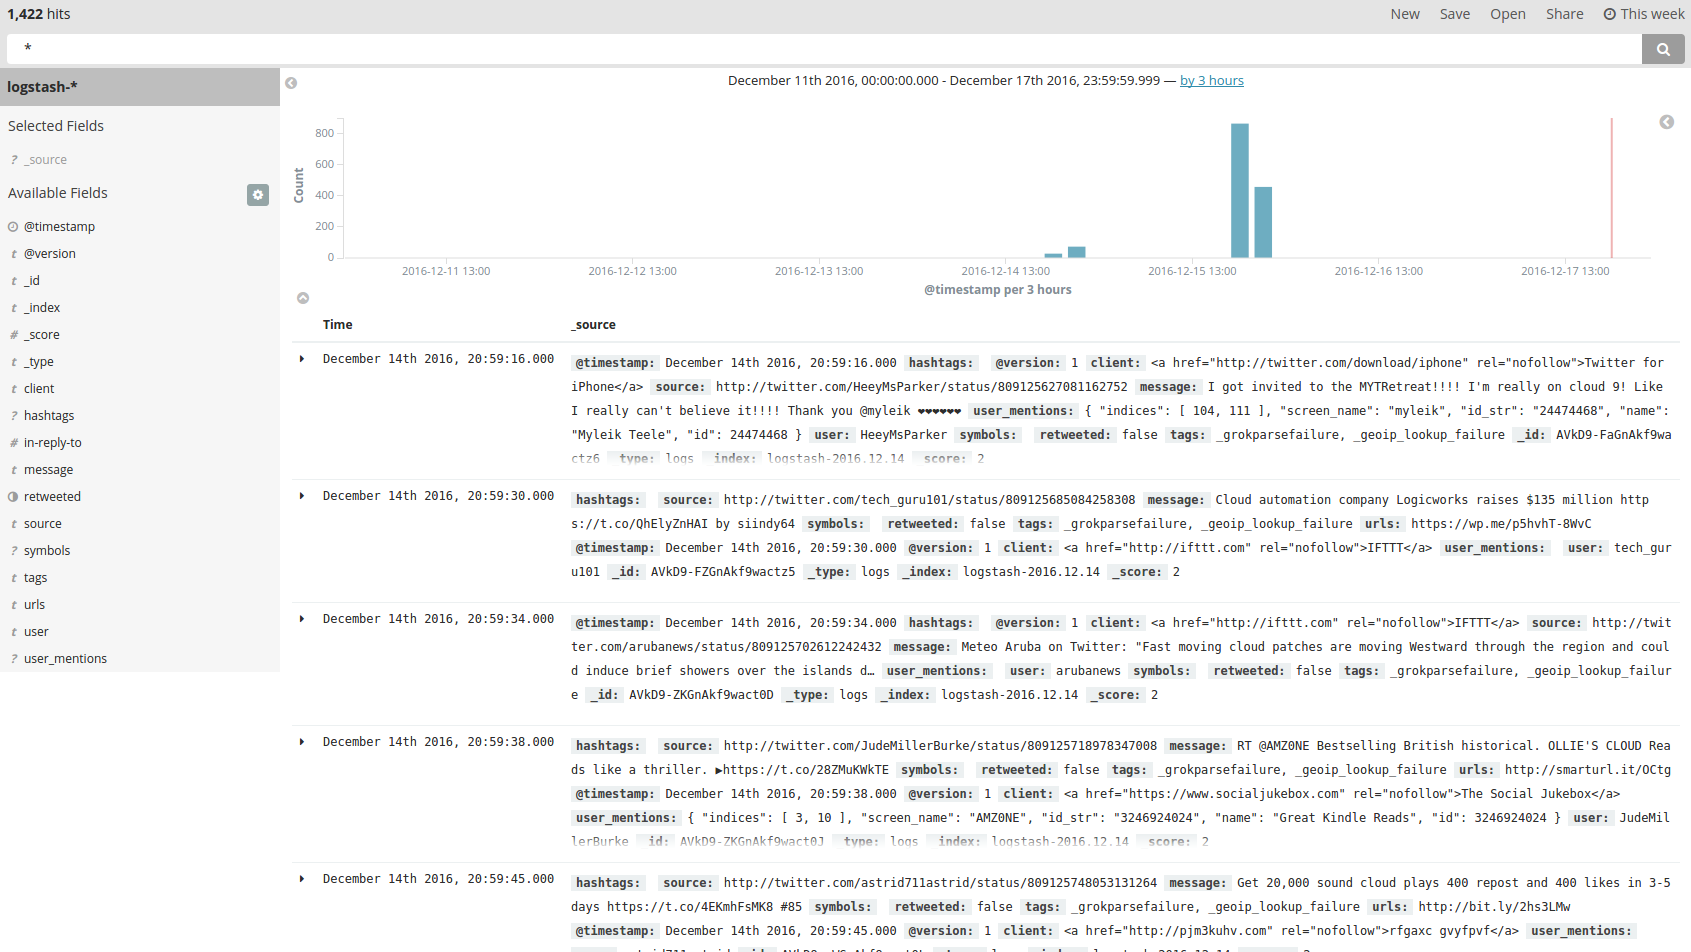 1,422 hits
New Save Open Share This week
*
logstash-*
Selected Fields
? _source
Available Fields
@timestamp
t @version
t _id
t _index
# _score
t _type
t client
? hashtags
# in-reply-to
t message
retweeted
t source
? symbols
t tags
t urls
t user
? user_mentions
December 11th 2016, 00:00:00.000 - December 17th 2016, 23:59:59.999 — by 3 hours
Count
800
600
400
200
0
2016-12-11 13:00 2016-12-12 13:00 2016-12-13 13:00 2016-12-14 13:00 2016-12-15 13:00 2016-12-16 13:00 2016-12-17 13:00
@timestamp per 3 hours
Time _source
December 14th 2016, 20:59:16.000 @timestamp: December 14th 2016, 20:59:16.000 hashtags: @version: 1 client: <a href="http://twitter.com/download/iphone" rel="nofollow">Twitter for
iPhone</a> source: http://twitter.com/HeeyMsParker/status/809125627081162752 message: I got invited to the MYTRetreat!!!! I'm really on cloud 9! Like
I really can't believe it!!!! Thank you @myleik ❤❤❤❤❤❤ user_mentions: { "indices": [ 104, 111 ], "screen_name": "myleik", "id_str": "24474468", "name":
"Myleik Teele", "id": 24474468 } user: HeeyMsParker symbols: retweeted: false tags: _grokparsefailure, _geoip_lookup_failure _id: AVkD9-FaGnAkf9wa
ctz6 _type: logs _index: logstash-2016.12.14 _score: 2
December 14th 2016, 20:59:30.000 hashtags: source: http://twitter.com/tech_guru101/status/809125685084258308 message: Cloud automation company Logicworks raises $135 million http
s://t.co/QhElyZnHAI by siindy64 symbols: retweeted: false tags: _grokparsefailure, _geoip_lookup_failure urls: https://wp.me/p5hvhT-8WvC
@timestamp: December 14th 2016, 20:59:30.000 @version: 1 client: <a href="http://ifttt.com" rel="nofollow">IFTTT</a> user_mentions: user: tech_gur
u101 _id: AVkD9-FZGnAkf9wactz5 _type: logs _index: logstash-2016.12.14 _score: 2
December 14th 2016, 20:59:34.000 @timestamp: December 14th 2016, 20:59:34.000 hashtags: @version: 1 client: <a href="http://ifttt.com" rel="nofollow">IFTTT</a> source: http://twit
ter.com/arubanews/status/809125702612242432 message: Meteo Aruba on Twitter: "Fast moving cloud patches are moving Westward through the region and coul
d induce brief showers over the islands d… user_mentions: user: arubanews symbols: retweeted: false tags: _grokparsefailure, _geoip_lookup_failur
e _id: AVkD9-ZKGnAkf9wact0D _type: logs _index: logstash-2016.12.14 _score: 2
December 14th 2016, 20:59:38.000 hashtags: source: http://twitter.com/JudeMillerBurke/status/809125718978347008 message: RT @AMZ0NE Bestselling British historical. OLLIE'S CLOUD Rea
ds like a thriller. ▶https://t.co/28ZMuKWkTE symbols: retweeted: false tags: _grokparsefailure, _geoip_lookup_failure urls: http://smarturl.it/OCtg
@timestamp: December 14th 2016, 20:59:38.000 @version: 1 client: <a href="https://www.socialjukebox.com" rel="nofollow">The Social Jukebox</a>
user_mentions: { "indices": [ 3, 10 ], "screen_name": "AMZ0NE", "id_str": "3246924024", "name": "Great Kindle Reads", "id": 3246924024 } user: JudeMil
lerBurke _id: AVkD9-ZKGnAkf9wact0J _type: logs _index: logstash-2016.12.14 _score: 2
December 14th 2016, 20:59:45.000 hashtags: source: http://twitter.com/astrid711astrid/status/809125748053131264 message: Get 20,000 sound cloud plays 400 repost and 400 likes in 3-5
days https://t.co/4EKmhFsMK8 #85 symbols: retweeted: false tags: _grokparsefailure, _geoip_lookup_failure urls: http://bit.ly/2hs3LMw
@timestamp: December 14th 2016, 20:59:45.000 @version: 1 client: <a href="http://pjm3kuhv.com" rel="nofollow">rfgaxc gvyfpvf</a> user_mentions: